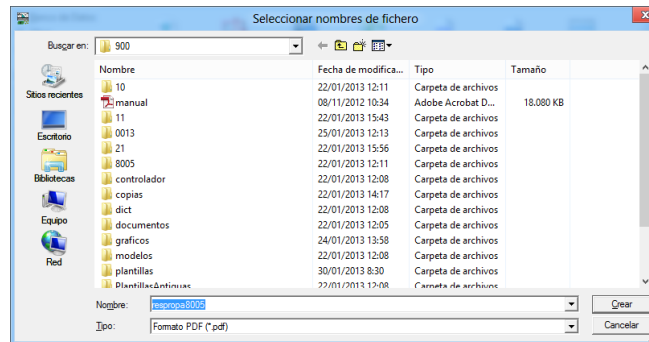 Seleccionar nombres de fichero
Buscar en: 900
Nombre Fecha de modifica... Tipo Tamaño
10 22/01/2013 12:11 Carpeta de archivos
manual 08/11/2012 10:34 Adobe Acrobat D... 18.080 KB
11 22/01/2013 15:43 Carpeta de archivos
0013 25/01/2013 12:13 Carpeta de archivos
21 22/01/2013 15:56 Carpeta de archivos
8005 22/01/2013 12:11 Carpeta de archivos
controlador 22/01/2013 12:08 Carpeta de archivos
copias 22/01/2013 14:17 Carpeta de archivos
dict 22/01/2013 12:08 Carpeta de archivos
documentos 22/01/2013 12:05 Carpeta de archivos
graficos 24/01/2013 13:58 Carpeta de archivos
modelos 22/01/2013 12:08 Carpeta de archivos
plantillas 30/01/2013 8:30 Carpeta de archivos
PlantillasAntiguas 22/01/2013 12:08 Carpeta de archivos
Sitios recientes
Escritorio
Bibliotecas
Equipo
Red
Nombre: respropa8005 Crear
Tipo: Formato PDF (*.pdf) Cancelar